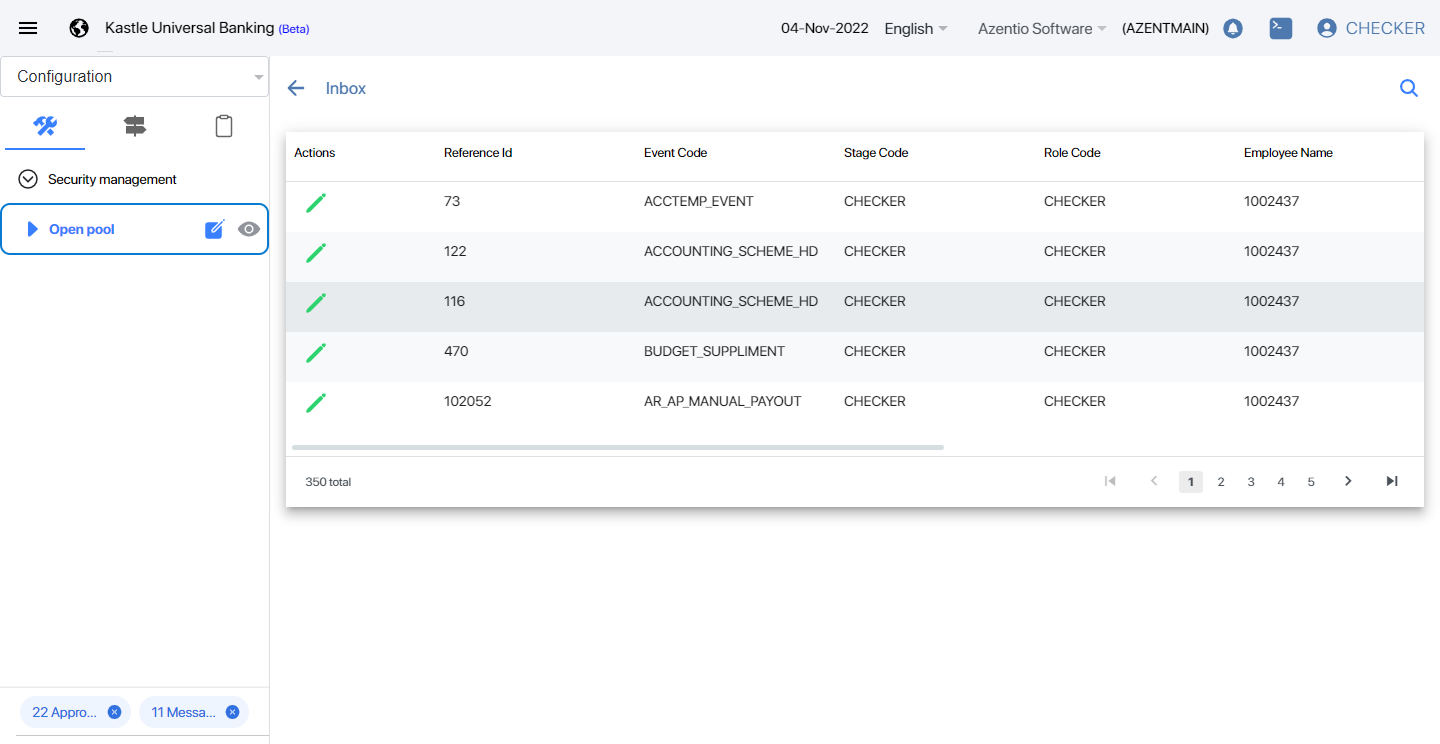 Kastle Universal Banking (Beta) 04-Nov-2022 English Azentio Software (AZENTMAIN) CHECKER
Configuration
Inbox
Security management
Open pool
Actions Reference Id Event Code Stage Code Role Code Employee Name
73 ACCTEMP_EVENT CHECKER CHECKER 1002437
122 ACCOUNTING_SCHEME_HD CHECKER CHECKER 1002437
116 ACCOUNTING_SCHEME_HD CHECKER CHECKER 1002437
470 BUDGET_SUPPLIMENT CHECKER CHECKER 1002437
102052 AR_AP_MANUAL_PAYOUT CHECKER CHECKER 1002437
350 total 1 2 3 4 5
22 Appro... 11 Messa...